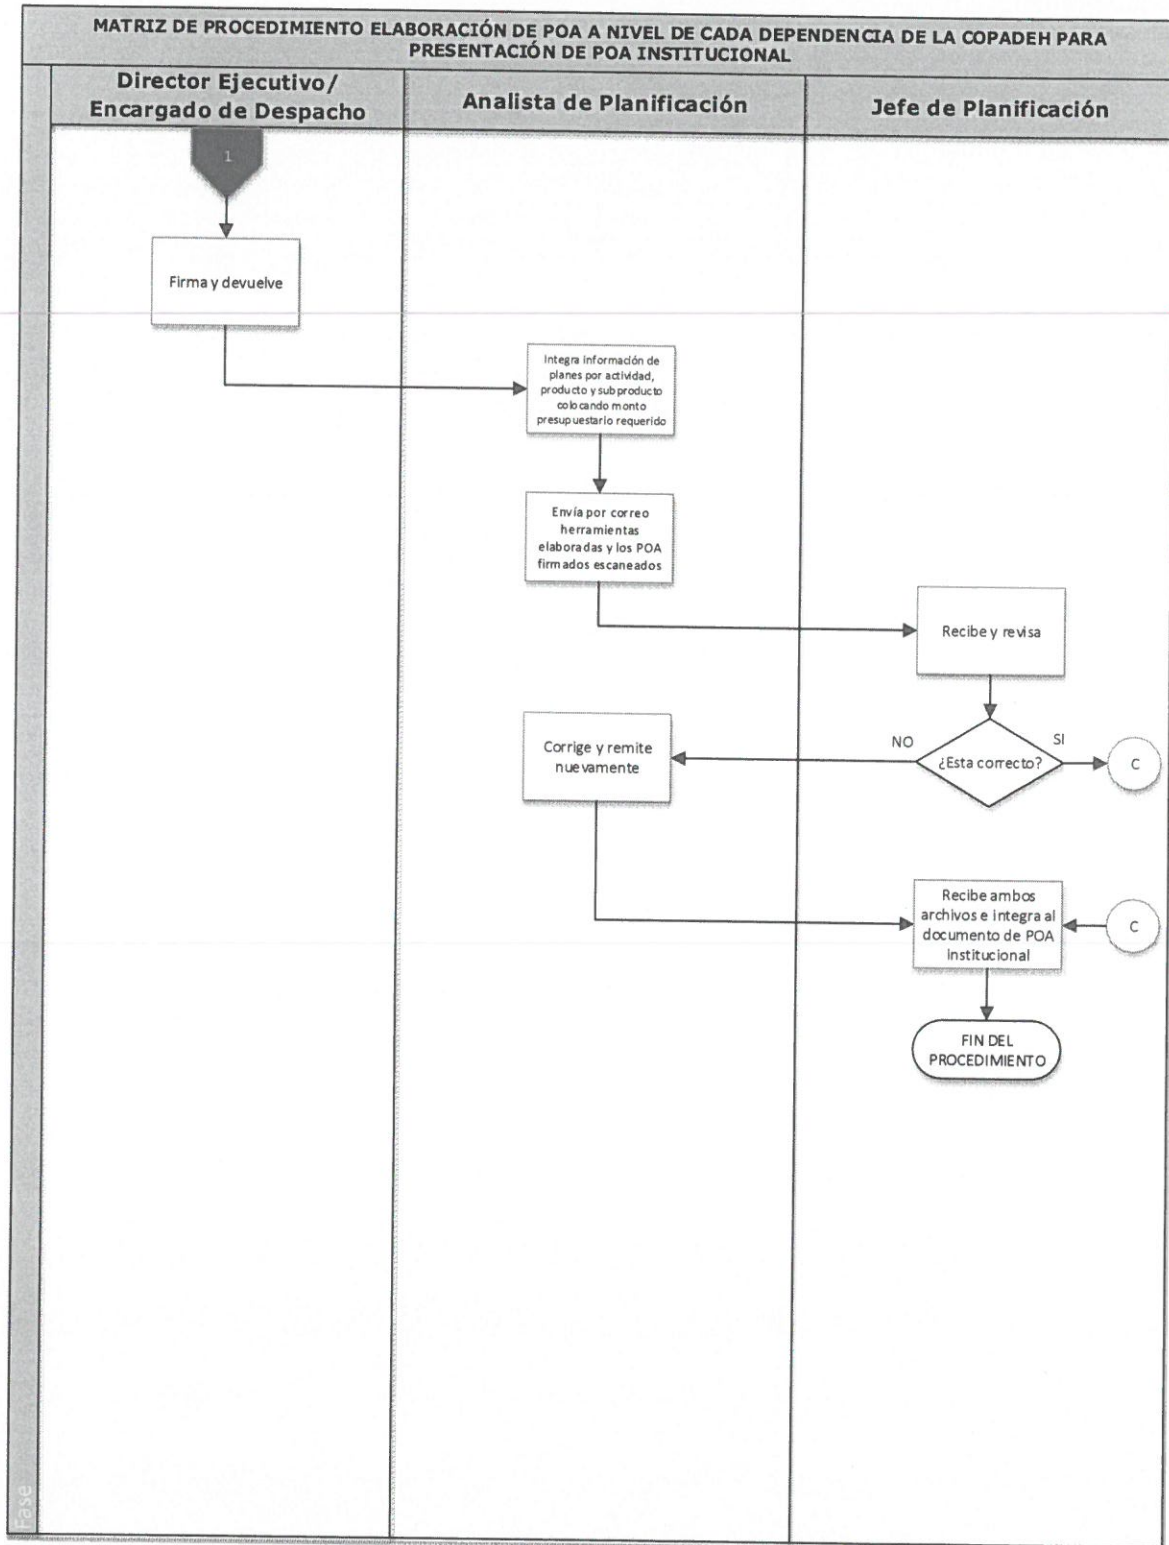 MATRIZ DE PROCEDIMIENTO ELABORACIÓN DE POA A NIVEL DE CADA DEPENDENCIA DE LA COPADEH PARA
PRESENTACIÓN DE POA INSTITUCIONAL
Director Ejecutivo/
Encargado de Despacho
Analista de Planificación
Jefe de Planificación
1
Firma y devuelve
Integra información de
planes por actividad,
producto y subproducto
colocando monto
presupuestario requerido
Envía por correo
herramientas
elaboradas y los POA
firmados escaneados
Recibe y revisa
NO
¿Esta correcto?
SI
C
Corrige y remite
nuevamente
Recibe ambos
archivos e integra al
documento de POA
Institucional
C
FIN DEL
PROCEDIMIENTO
Fase